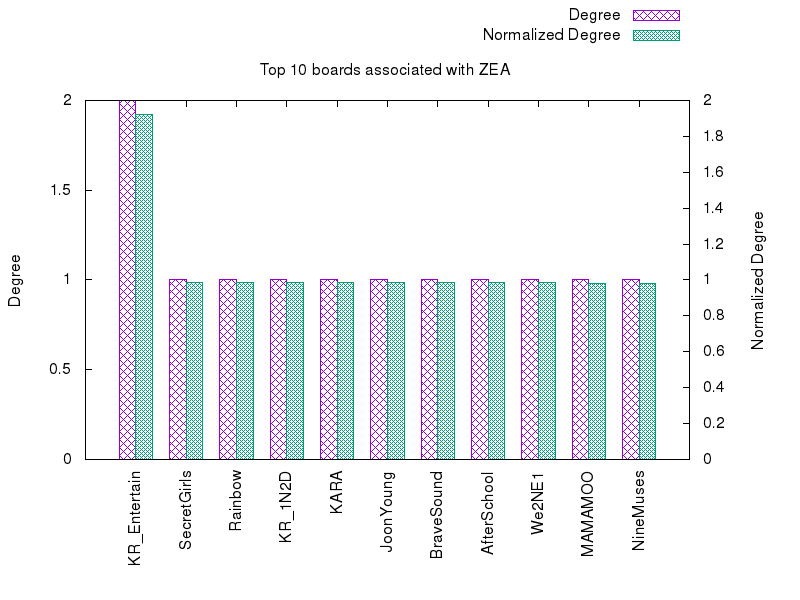 Degree
Normalized Degree
Top 10 boards associated with ZEA
2
1.5
1
0.5
0
2
1.8
1.6
1.4
1.2
1
0.8
0.6
0.4
0.2
0
Degree
Normalized Degree
KR_Entertain
SecretGirls
Rainbow
KR_1N2D
KARA
JoonYoung
BraveSound
AfterSchool
We2NE1
MAMAMOO
NineMuses